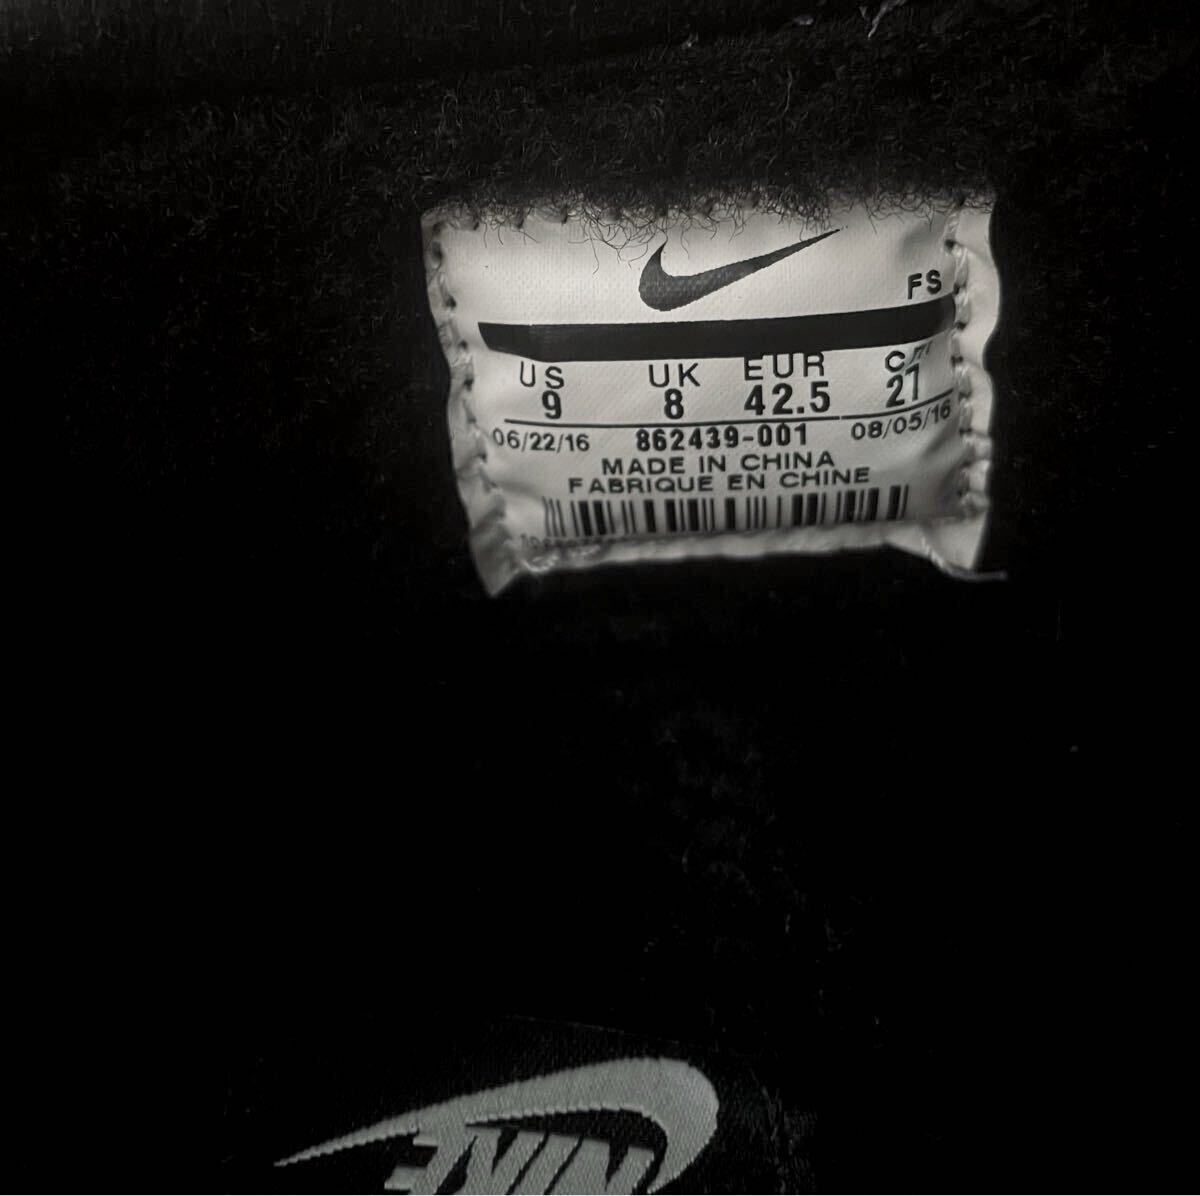 FS
US UK EUR CM
9 8 42.5 27
06/22/16 862439-001 08/05/16
MADE IN CHINA
FABRIQUE EN CHINE
NIKE